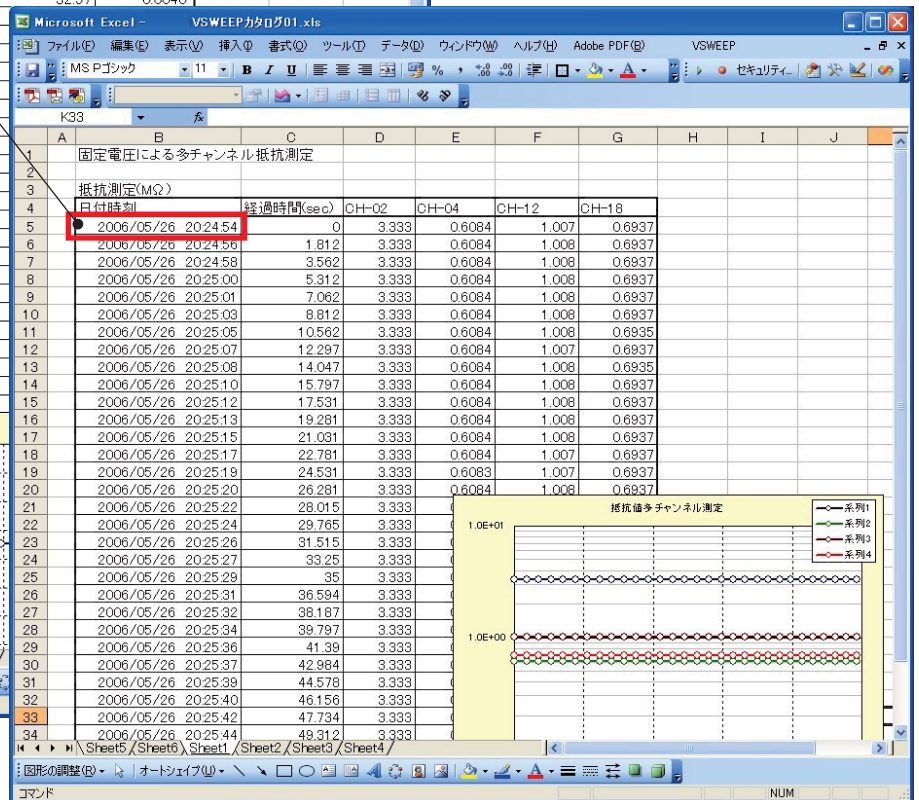 32.97 0.6046
Microsoft Excel - VSWEEPカタログ01.xls
ファイル(F) 編集(E) 表示(V) 挿入(I) 書式(O) ツール(T) データ(D) ウィンドウ(W) ヘルプ(H) Adobe PDF(B) VSWEEP
MS Pゴシック 11 B I U % , セキュリティ...
K33 fx
A B C D E F G H I J
1 固定電圧による多チャンネル抵抗測定
2
3 抵抗測定(MΩ)
4 日付時刻 経過時間(sec) CH-02 CH-04 CH-12 CH-18
5 2006/05/26 20:24:54 0 3.333 0.6084 1.007 0.6937
6 2006/05/26 20:24:56 1.812 3.333 0.6084 1.008 0.6937
7 2006/05/26 20:24:58 3.562 3.333 0.6084 1.008 0.6937
8 2006/05/26 20:25:00 5.312 3.333 0.6084 1.008 0.6937
9 2006/05/26 20:25:01 7.062 3.333 0.6084 1.008 0.6937
10 2006/05/26 20:25:03 8.812 3.333 0.6084 1.008 0.6937
11 2006/05/26 20:25:05 10.562 3.333 0.6084 1.008 0.6935
12 2006/05/26 20:25:07 12.297 3.333 0.6084 1.007 0.6937
13 2006/05/26 20:25:08 14.047 3.333 0.6084 1.008 0.6935
14 2006/05/26 20:25:10 15.797 3.333 0.6084 1.008 0.6937
15 2006/05/26 20:25:12 17.531 3.333 0.6084 1.008 0.6937
16 2006/05/26 20:25:13 19.281 3.333 0.6084 1.008 0.6937
17 2006/05/26 20:25:15 21.031 3.333 0.6084 1.008 0.6937
18 2006/05/26 20:25:17 22.781 3.333 0.6084 1.007 0.6937
19 2006/05/26 20:25:19 24.531 3.333 0.6083 1.007 0.6937
20 2006/05/26 20:25:20 26.281 3.333 0.6084 1.008 0.6937
21 2006/05/26 20:25:22 28.015 3.333
22 2006/05/26 20:25:24 29.765 3.333
23 2006/05/26 20:25:26 31.515 3.333
24 2006/05/26 20:25:27 33.25 3.333
25 2006/05/26 20:25:29 35 3.333
26 2006/05/26 20:25:31 36.594 3.333
27 2006/05/26 20:25:32 38.187 3.333
28 2006/05/26 20:25:34 39.797 3.333
29 2006/05/26 20:25:36 41.39 3.333
30 2006/05/26 20:25:37 42.984 3.333
31 2006/05/26 20:25:39 44.578 3.333
32 2006/05/26 20:25:40 46.156 3.333
33 2006/05/26 20:25:42 47.734 3.333
34 2006/05/26 20:25:44 49.312 3.333
抵抗値多チャンネル測定
系列1
系列2
系列3
系列4
1.0E+01
1.0E+00
Sheet5 Sheet6 Sheet1 Sheet2 Sheet3 Sheet4
図形の調整(R) オートシェイプ(U) A
コマンド NUM